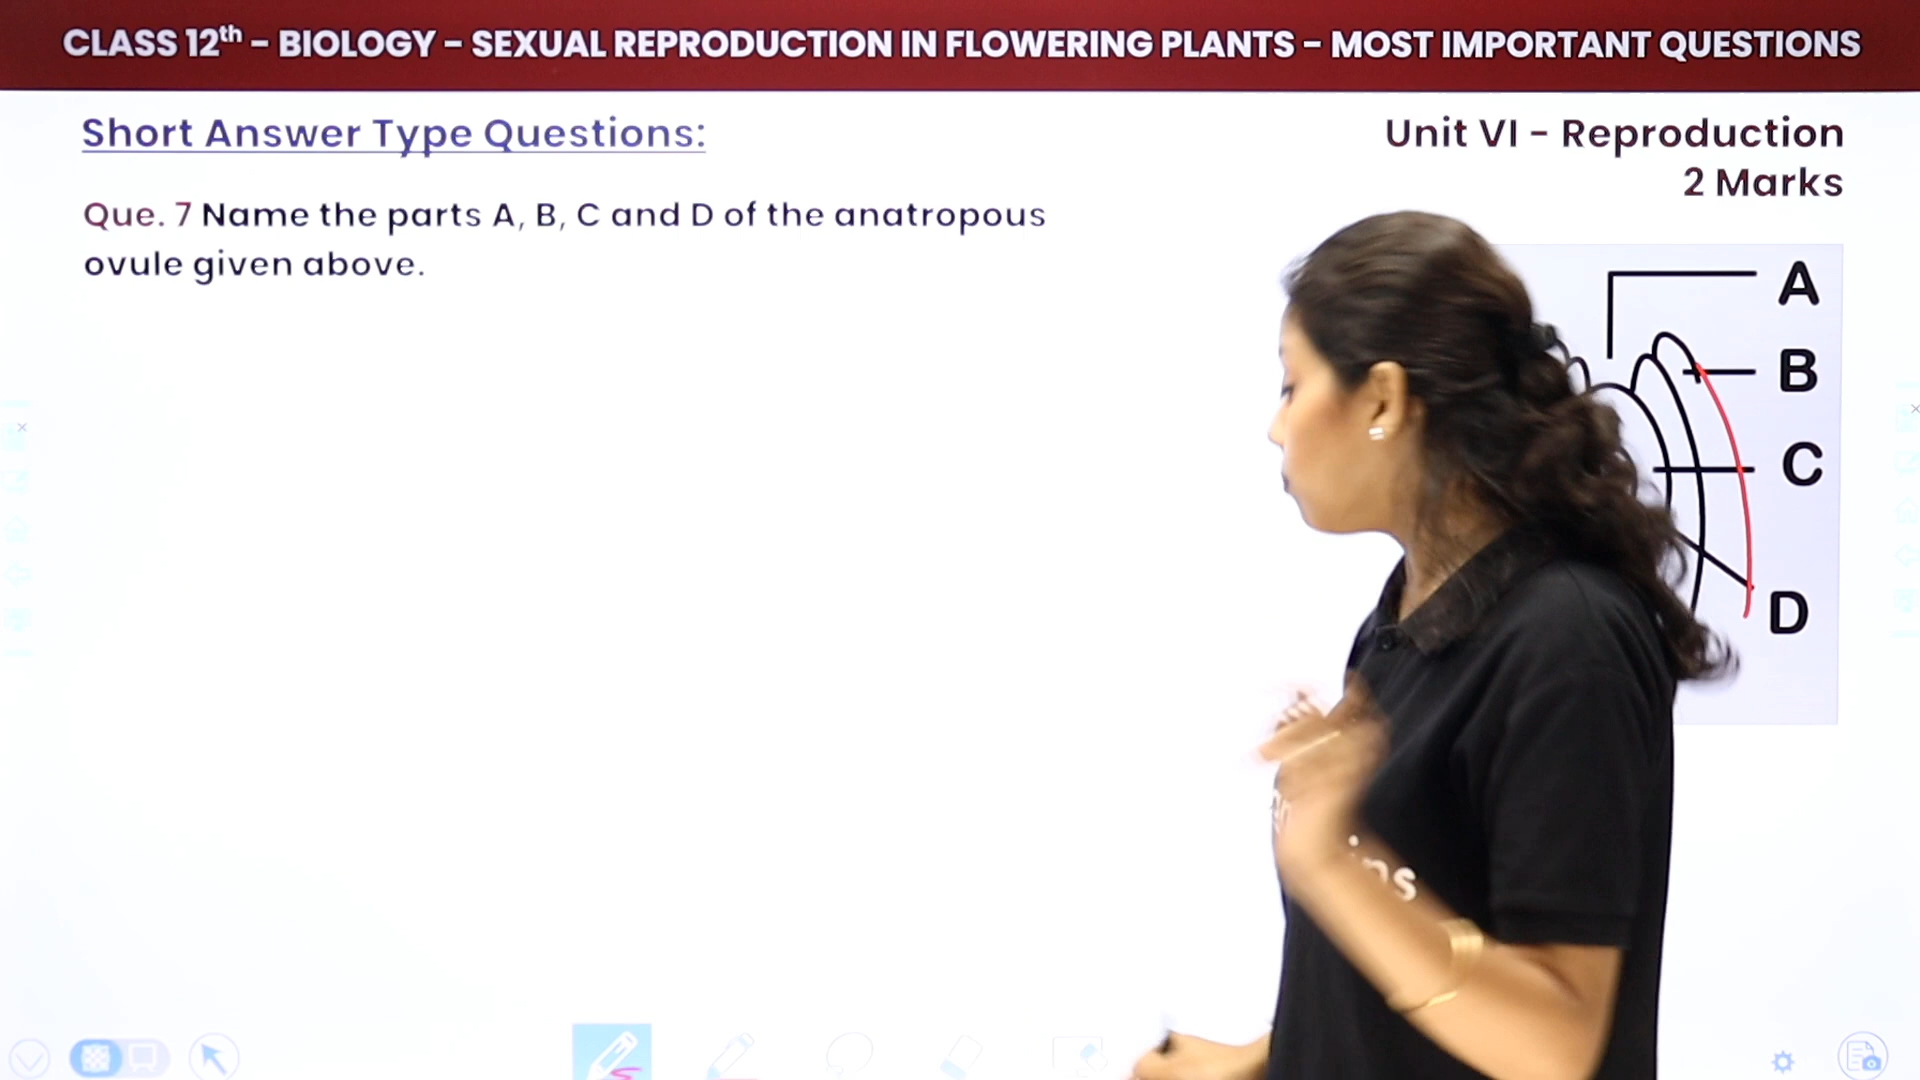 CLASS 12th – BIOLOGY – SEXUAL REPRODUCTION IN FLOWERING PLANTS – MOST IMPORTANT QUESTIONS
Short Answer Type Questions:
Unit VI – Reproduction
2 Marks
Que. 7 Name the parts A, B, C and D of the anatropous
ovule given above.
A
B
C
D